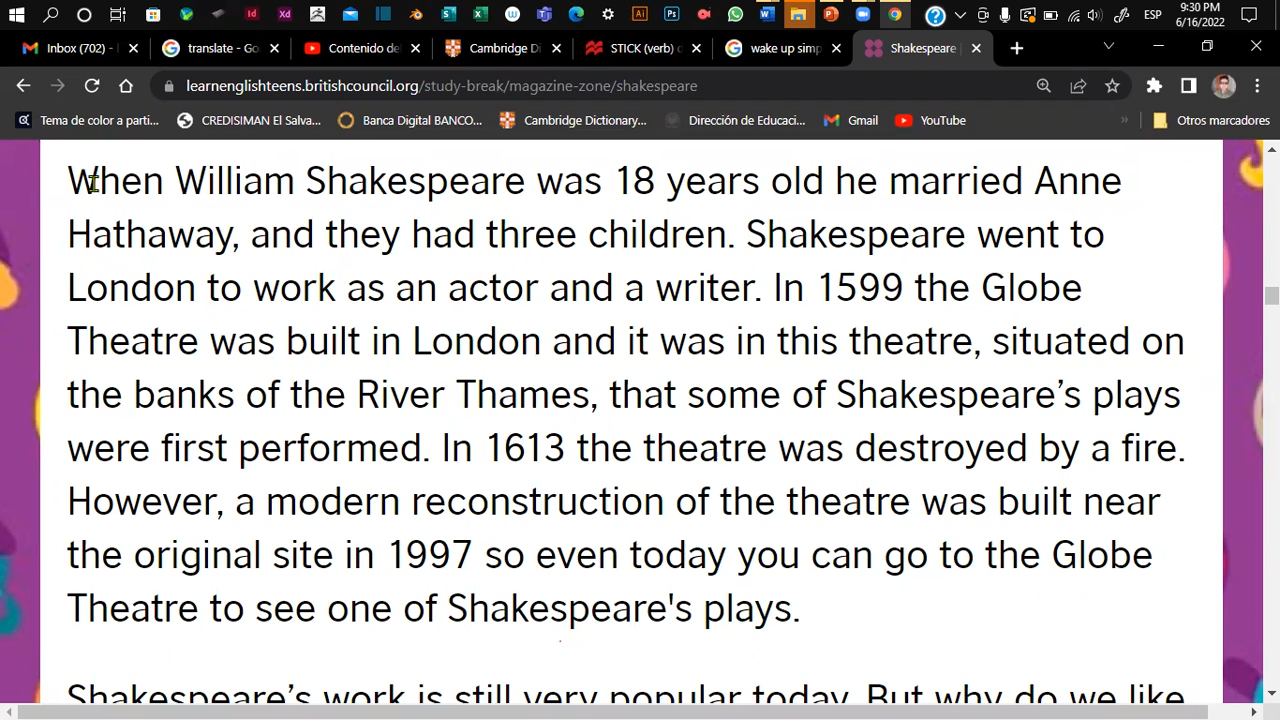 9:30 PM
ESP
6/16/2022
Inbox (702) -
translate - Go
Contenido de
Cambridge Di
STICK (verb)
wake up simp
Shakespeare
learnenglishteens.britishcouncil.org/study-break/magazine-zone/shakespeare
Tema de color a parti...
CREDISIMAN El Salva...
Banca Digital BANCO...
Cambridge Dictionary...
Dirección de Educaci...
Gmail
YouTube
Otros marcadores
When William Shakespeare was 18 years old he married Anne
Hathaway, and they had three children. Shakespeare went to
London to work as an actor and a writer. In 1599 the Globe
Theatre was built in London and it was in this theatre, situated on
the banks of the River Thames, that some of Shakespeare’s plays
were first performed. In 1613 the theatre was destroyed by a fire.
However, a modern reconstruction of the theatre was built near
the original site in 1997 so even today you can go to the Globe
Theatre to see one of Shakespeare's plays.
Shakespeare’s work is still very popular today. But why do we like